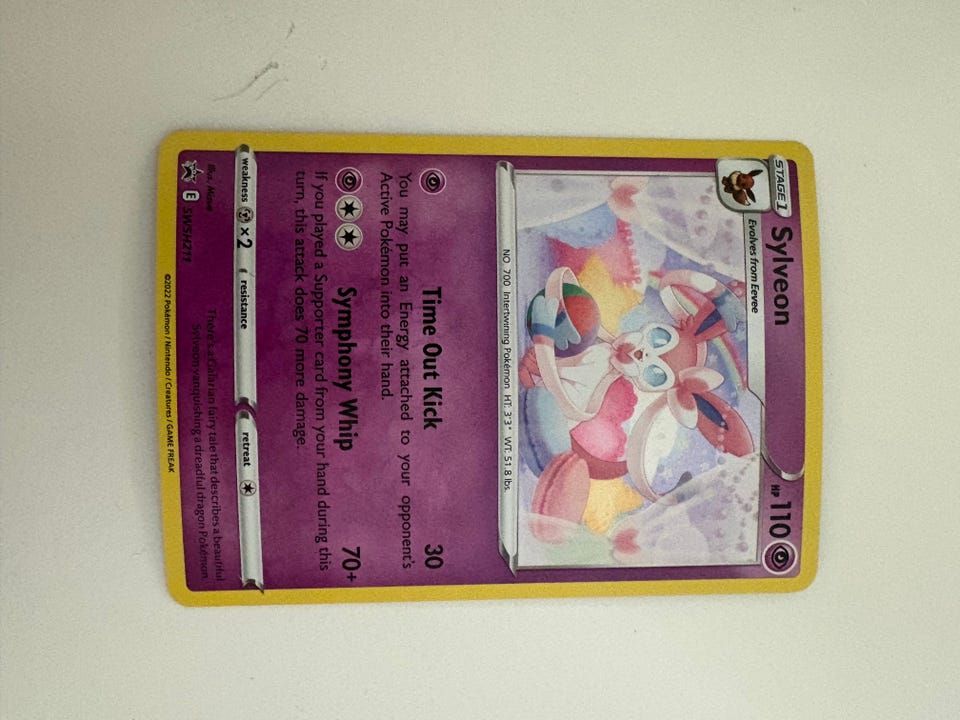 STAGE 1
Sylveon
HP 110
Evolves from Eevee
NO. 700 Intertwining Pokémon HT: 3'3" WT: 51.8 lbs.
Time Out Kick 30
You may put an Energy attached to your opponent's
Active Pokémon into their hand.
Symphony Whip 70+
If you played a Supporter card from your hand during this
turn, this attack does 70 more damage.
weakness ×2 resistance retreat
Illus. Miame
There's a Galarian fairy tale that describes a beautiful
Sylveon vanquishing a dreadful dragon Pokémon.
E SWSH211
©2022 Pokémon / Nintendo / Creatures / GAME FREAK